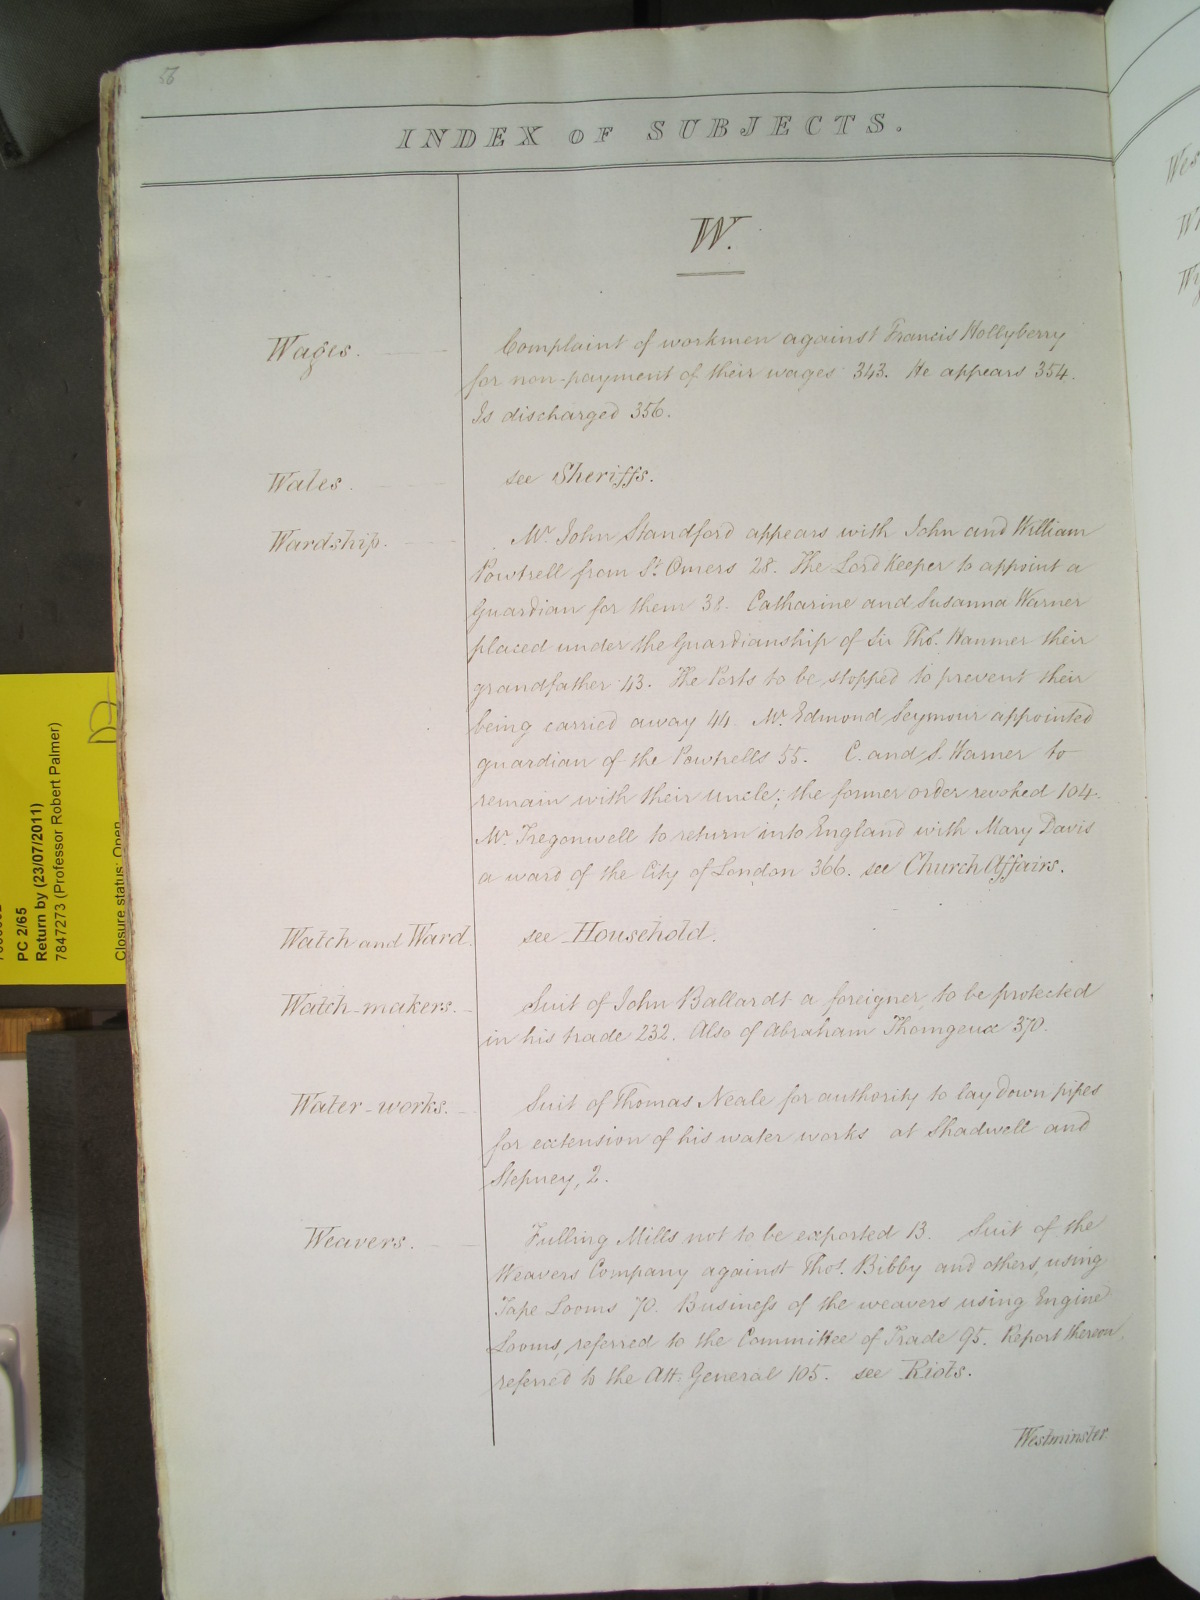 56
INDEX OF SUBJECTS.
W.
Wages. Complaint of workmen against Francis Hollyberry
for non-payment of their wages 343. He appears 354.
Is discharged 356.
Wales. see Sheriffs.
Wardship. Mr. John Standford appears with John and William
Powtrell from St. Omers 28. The Lord Keeper to appoint a
Guardian for them 38. Catharine and Susanna Warner
placed under the Guardianship of Sir Thos. Hanmer their
grandfather 43. The Ports to be stopped to prevent their
being carried away 44. Mr. Edmond Seymour appointed
guardian of the Powtrells 55. C. and S. Warner to
remain with their uncle; the former order revoked 104.
Mr. Tregonwell to return into England with Mary Davis
a ward of the City of London 366. see Church Affairs.
Watch and Ward. see Household.
Watch-makers. Suit of John Ballardt a foreigner, to be protected
in his trade 232. Also of Abraham Thomgeux 370.
Water-works. Suit of Thomas Neale for authority to lay down pipes
for extension of his water works at Shadwell and
Stepney, 2.
Weavers. Fulling Mills not to be exported 13. Suit of the
Weavers Company against Thos. Bibby and others, using
Tape Looms 70. Business of the weavers using Engine
Looms, referred to the Committee of Trade 95. Report thereon,
referred to the Att. General 105. see Riots.
Westminster
PC 2/65
Return by (23/07/2011)
7847273 (Professor Robert Palmer)
Closure status: Open